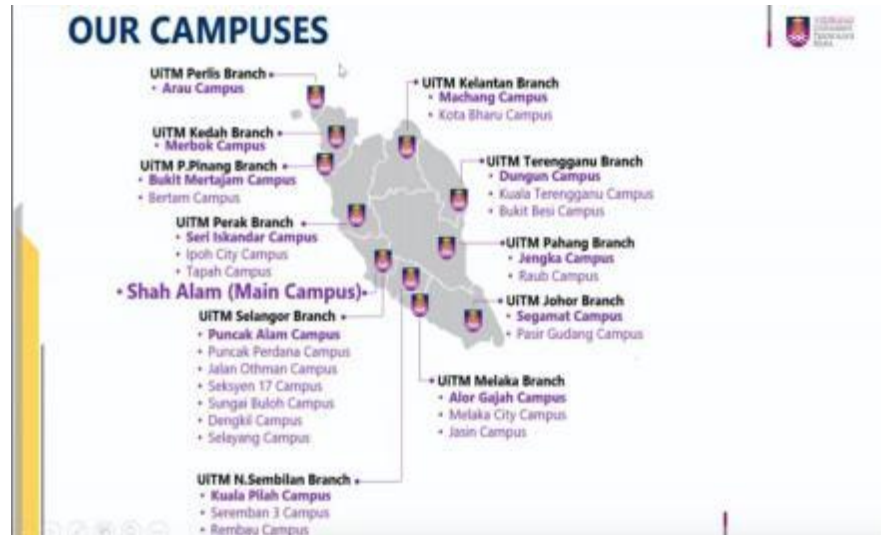 OUR CAMPUSES
UNIVERSITI
TEKNOLOGI
MARA
UiTM Perlis Branch
• Arau Campus
UiTM Kedah Branch
• Merbok Campus
UiTM P.Pinang Branch
• Bukit Mertajam Campus
• Bertam Campus
UiTM Perak Branch
• Seri Iskandar Campus
• Ipoh City Campus
• Tapah Campus
• Shah Alam (Main Campus)
UiTM Selangor Branch
• Puncak Alam Campus
• Puncak Perdana Campus
• Jalan Othman Campus
• Seksyen 17 Campus
• Sungai Buloh Campus
• Dengkil Campus
• Selayang Campus
UiTM N.Sembilan Branch
• Kuala Pilah Campus
• Seremban 3 Campus
• Rembau Campus
UiTM Kelantan Branch
• Machang Campus
• Kota Bharu Campus
UiTM Terengganu Branch
• Dungun Campus
• Kuala Terengganu Campus
• Bukit Besi Campus
UiTM Pahang Branch
• Jengka Campus
• Raub Campus
UiTM Johor Branch
• Segamat Campus
• Pasir Gudang Campus
UiTM Melaka Branch
• Alor Gajah Campus
• Melaka City Campus
• Jasin Campus